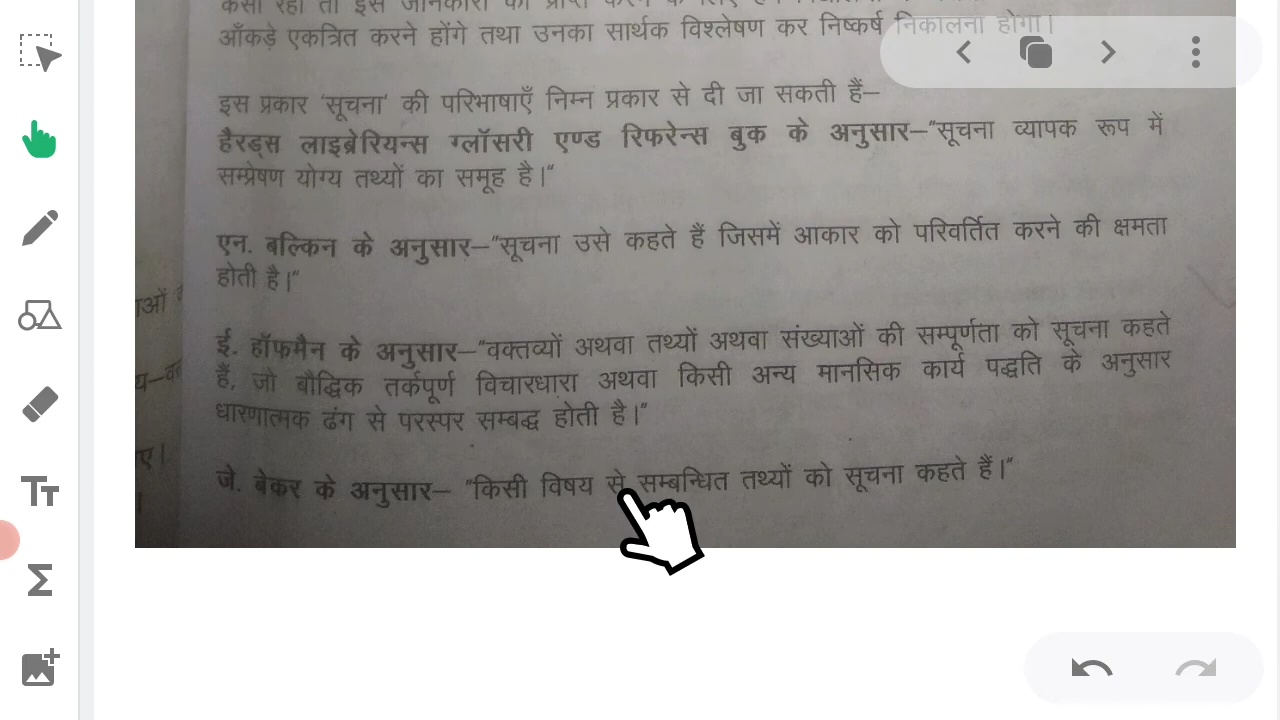 आँकड़े एकत्रित करने होंगे तथा उनका सार्थक विश्लेषण कर निष्कर्ष निकालना होगा।
इस प्रकार 'सूचना' की परिभाषाएँ निम्न प्रकार से दी जा सकती हैं–
हैरड्स लाइब्रेरियन्स ग्लॉसरी एण्ड रिफरेन्स बुक के अनुसार–"सूचना व्यापक रूप में
सम्प्रेषण योग्य तथ्यों का समूह है।"
एन. बल्किन के अनुसार–"सूचना उसे कहते हैं जिसमें आकार को परिवर्तित करने की क्षमता
होती है।"
ई. हॉफमैन के अनुसार–"वक्तव्यों अथवा तथ्यों अथवा संख्याओं की सम्पूर्णता को सूचना कहते
हैं, जो बौद्धिक तर्कपूर्ण विचारधारा अथवा किसी अन्य मानसिक कार्य पद्धति के अनुसार
धारणात्मक ढंग से परस्पर सम्बद्ध होती है।"
जे. बेकर के अनुसार– "किसी विषय से सम्बन्धित तथ्यों को सूचना कहते हैं।"
Tт